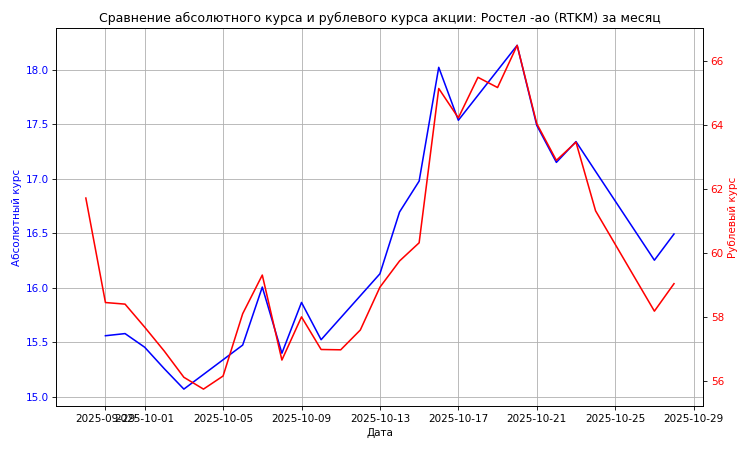 Сравнение абсолютного курса и рублевого курса акции: Ростел -ао (RTKM) за месяц
18.0
17.5
17.0
16.5
16.0
15.5
15.0
Абсолютный курс
66
64
62
60
58
56
Рублевый курс
2025-09-29 2025-10-01 2025-10-05 2025-10-09 2025-10-13 2025-10-17 2025-10-21 2025-10-25 2025-10-29
Дата